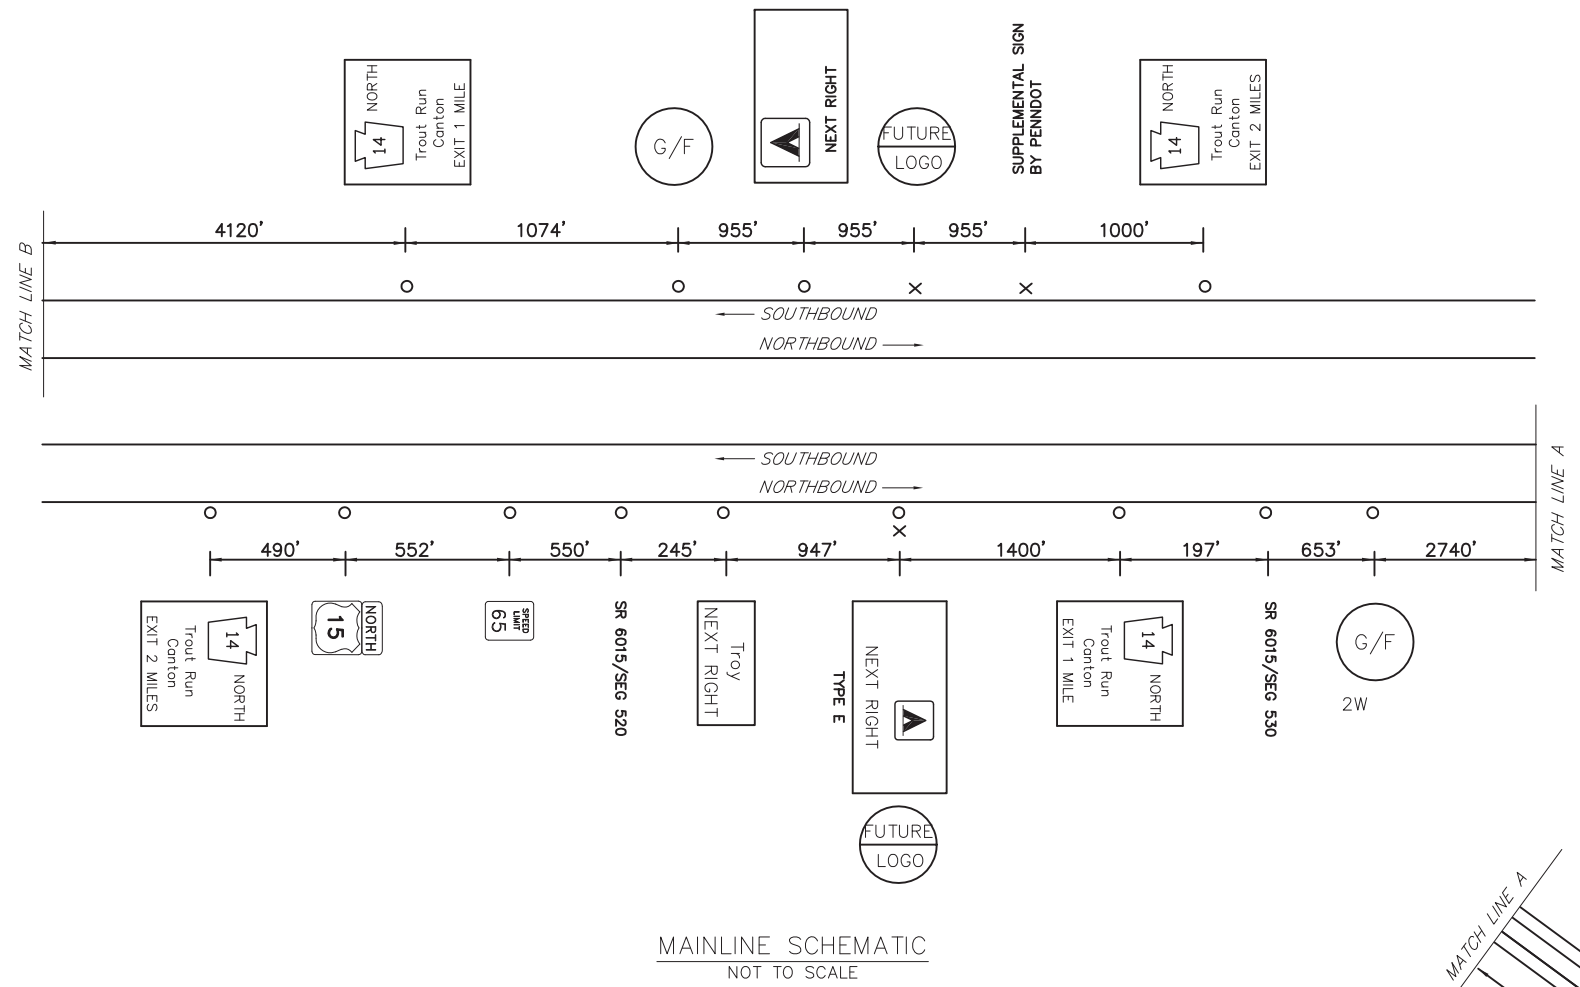 14
NORTH
Trout Run
Canton
EXIT 1 MILE
G/F
NEXT RIGHT
FUTURE
LOGO
SUPPLEMENTAL SIGN
BY PENNDOT
14
NORTH
Trout Run
Canton
EXIT 2 MILES
MATCH LINE B
4120'
1074'
955'
955'
955'
1000'
SOUTHBOUND
NORTHBOUND
SOUTHBOUND
NORTHBOUND
MATCH LINE A
490'
552'
550'
245'
947'
1400'
197'
653'
2740'
14
NORTH
Trout Run
Canton
EXIT 2 MILES
NORTH
15
SPEED
LIMIT
65
SR 6015/SEG 520
Troy
NEXT RIGHT
NEXT RIGHT
TYPE E
FUTURE
LOGO
14
NORTH
Trout Run
Canton
EXIT 1 MILE
SR 6015/SEG 530
G/F
2W
MAINLINE SCHEMATIC
NOT TO SCALE
MATCH LINE A